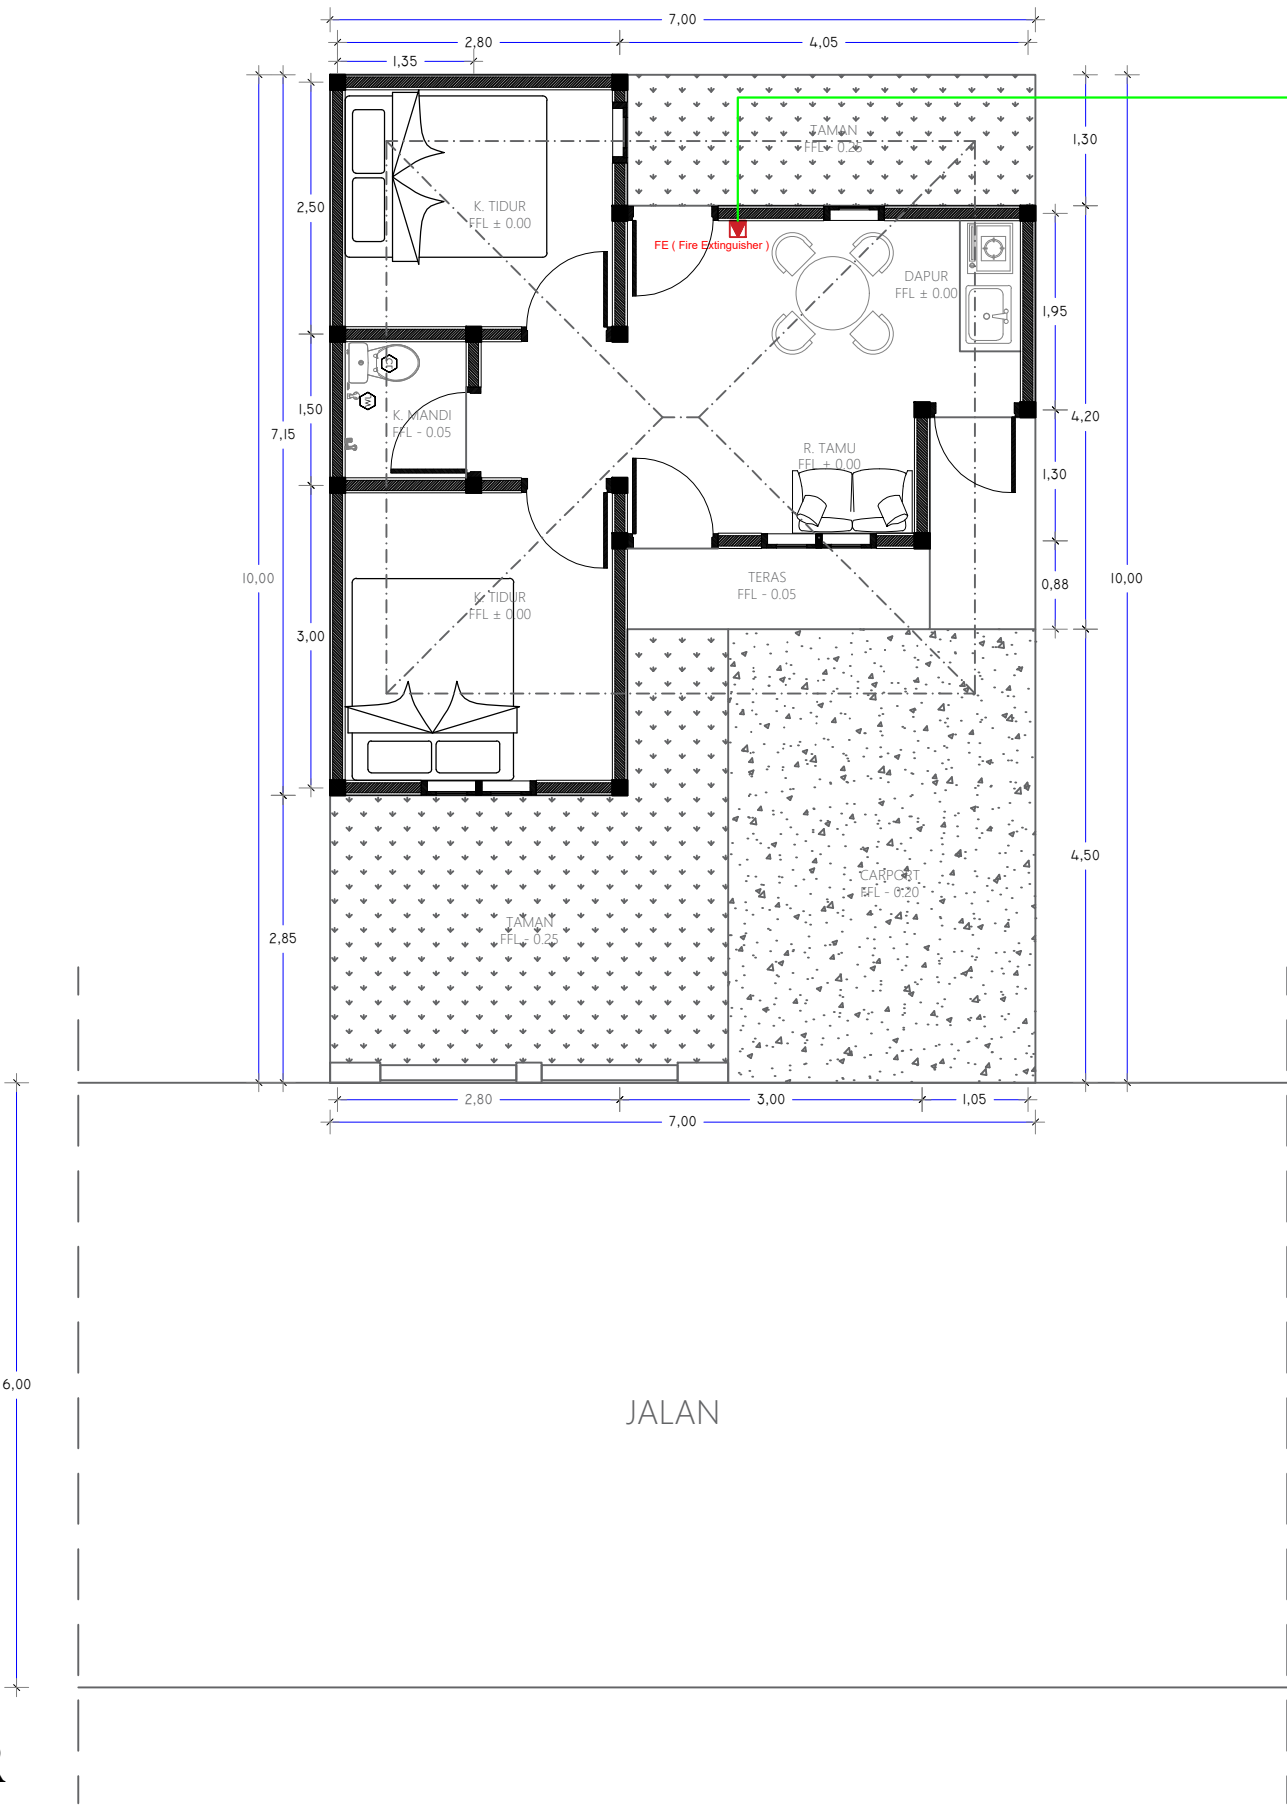 7,00
2,80
4,05
1,35
TAMAN
FFL - 0.25
1,30
2,50
K. TIDUR
FFL ± 0.00
FE ( Fire Extinguisher )
DAPUR
FFL ± 0.00
1,95
1,50
7,15
K. MANDI
FFL - 0.05
WL
4,20
R. TAMU
FFL ± 0.00
1,30
10,00
TERAS
FFL - 0.05
0,88
10,00
K. TIDUR
FFL ± 0.00
3,00
4,50
CARPORT
FFL - 0.20
TAMAN
FFL - 0.25
2,85
2,80
3,00
1,05
7,00
6,00
JALAN